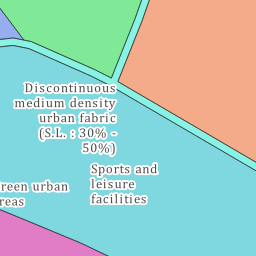 Discontinuous
medium density
urban fabric
(S.L. : 30% -
50%)
Sports and
leisure
facilities
reen urban
reas